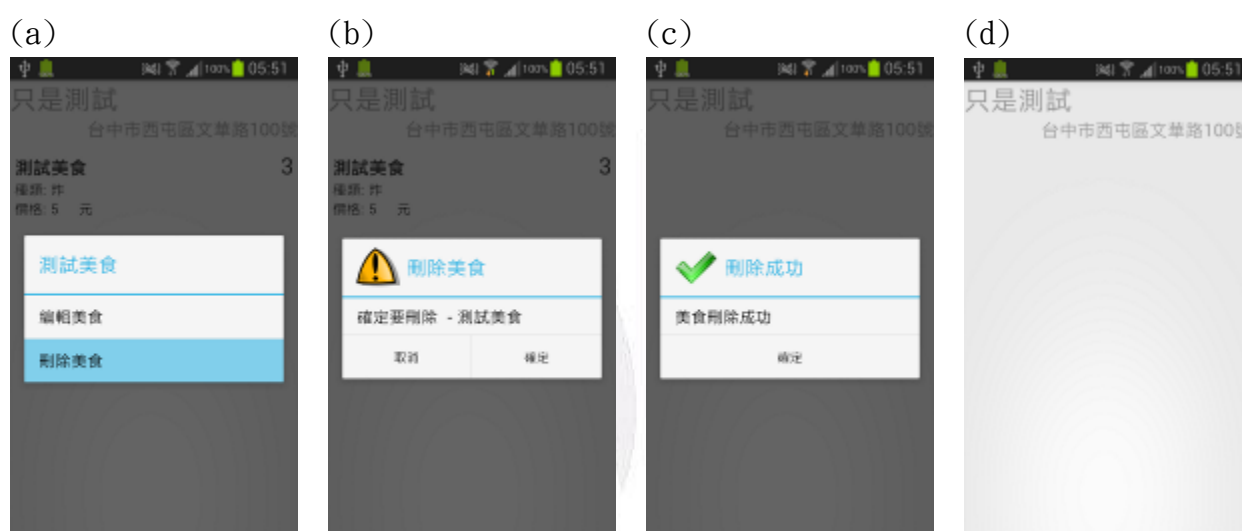 (a)
100% 05:51
只是測試
台中市西屯區文華路100號
測試美食 3
種類: 炸
價格: 5 元
測試美食
編輯美食
刪除美食
(b)
100% 05:51
只是測試
台中市西屯區文華路100號
測試美食 3
種類: 炸
價格: 5 元
刪除美食
確定要刪除 - 測試美食
取消 確定
(c)
100% 05:51
只是測試
台中市西屯區文華路100號
刪除成功
美食刪除成功
確定
(d)
100% 05:51
只是測試
台中市西屯區文華路100號